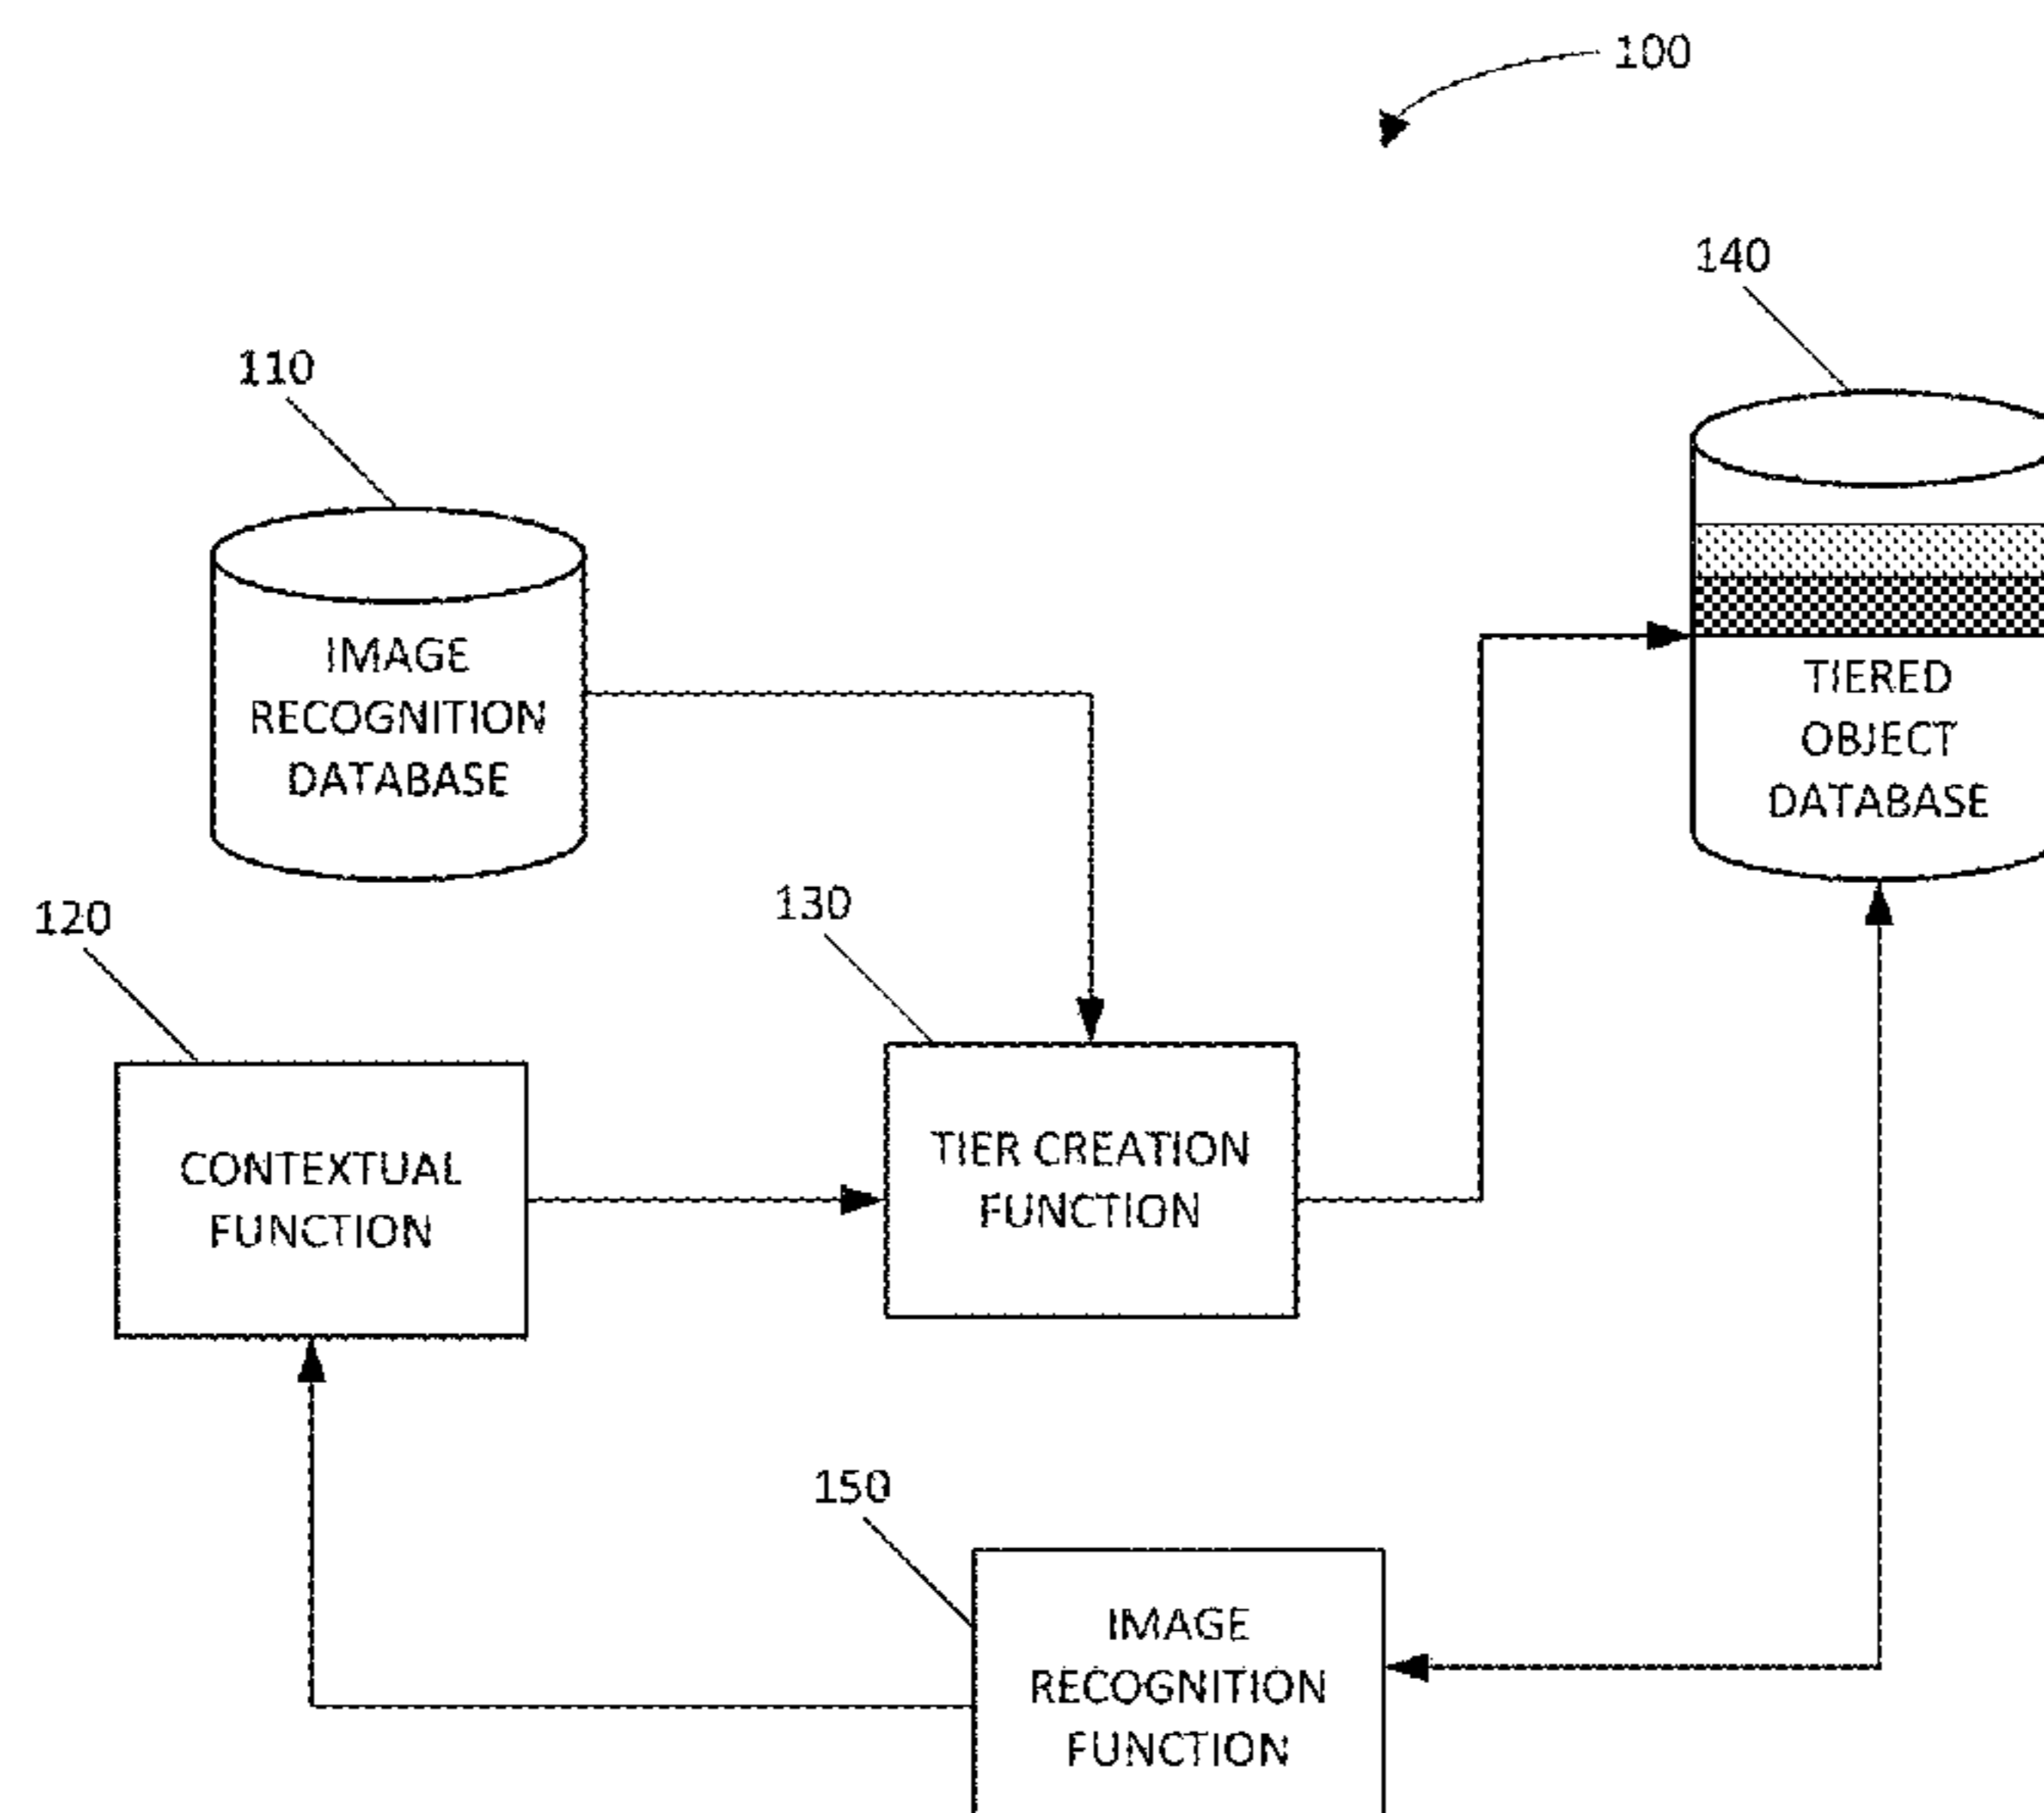 100
140
110
IMAGE
RECOGNITION
DATABASE
TIERED
OBJECT
DATABASE
120
130
CONTEXTUAL
FUNCTION
TIER CREATION
FUNCTION
150
IMAGE
RECOGNITION
FUNCTION